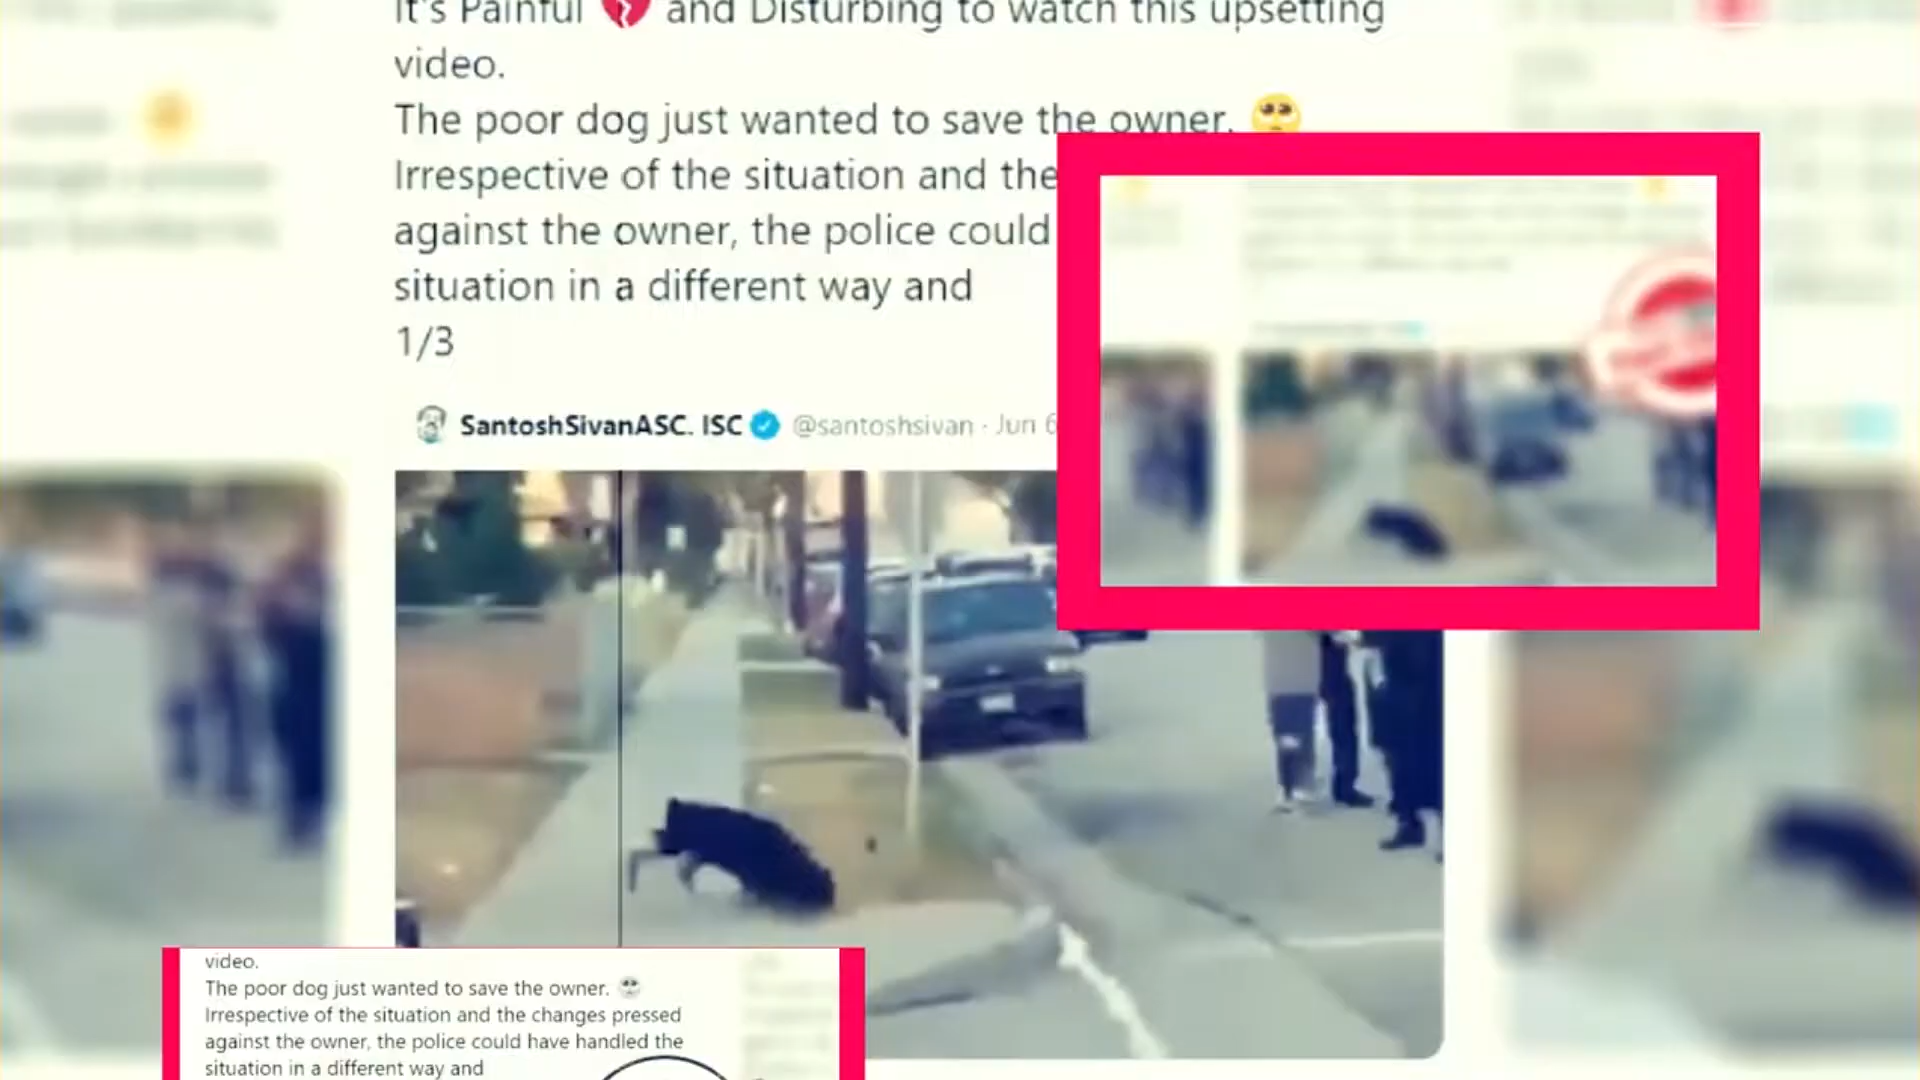 It's Painful 💔 and Disturbing to watch this upsetting
video.
The poor dog just wanted to save the owner. 🥺
Irrespective of the situation and the
against the owner, the police could
situation in a different way and
1/3
SantoshSivanASC. ISC @santoshsivan · Jun 6
video.
The poor dog just wanted to save the owner. 🥺
Irrespective of the situation and the changes pressed
against the owner, the police could have handled the
situation in a different way and